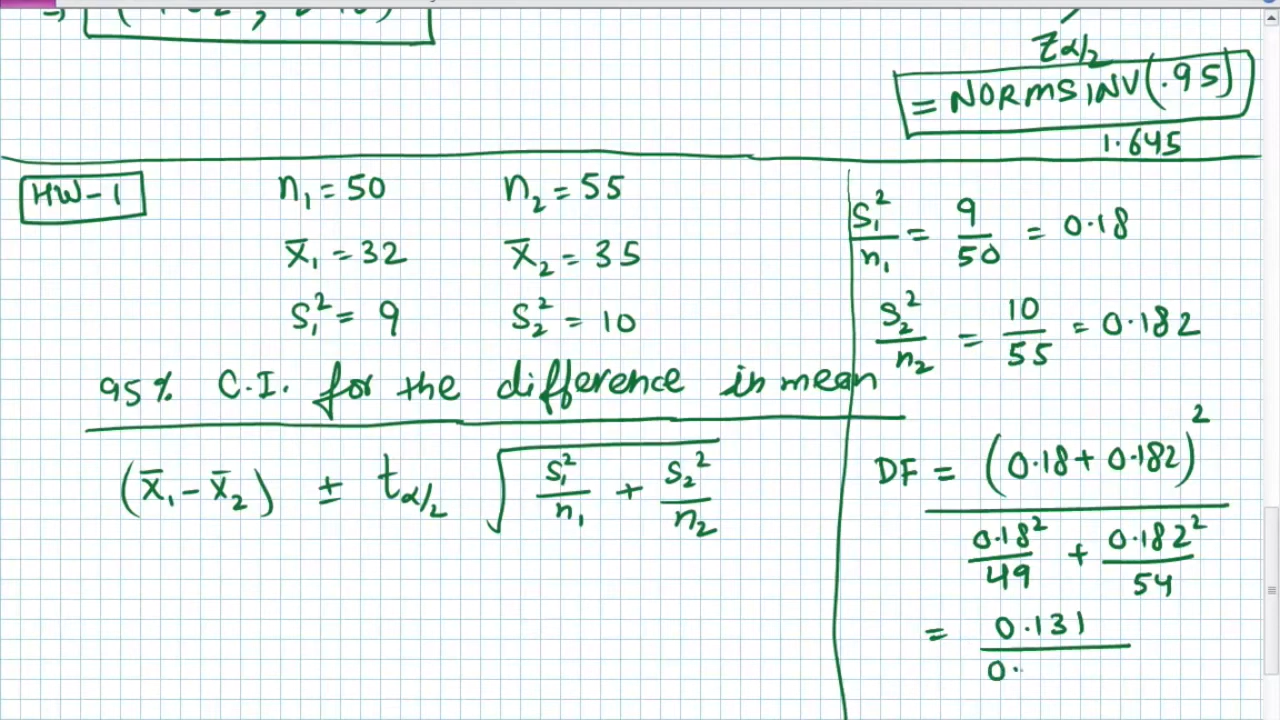 Zα/2
= NORMSINV(.95)
1.645
HW-1
n₁ = 50 n₂ = 55
x̄₁ = 32 x̄₂ = 35
S₁² = 9 S₂² = 10
95% C.I. for the difference in mean
(x̄₁ - x̄₂) ± tα/2 √(S₁²/n₁ + S₂²/n₂)
S₁²/n₁ = 9/50 = 0.18
S₂²/n₂ = 10/55 = 0.182
DF = (0.18 + 0.182)² / (0.18²/49 + 0.182²/54)
= 0.131 / 0.